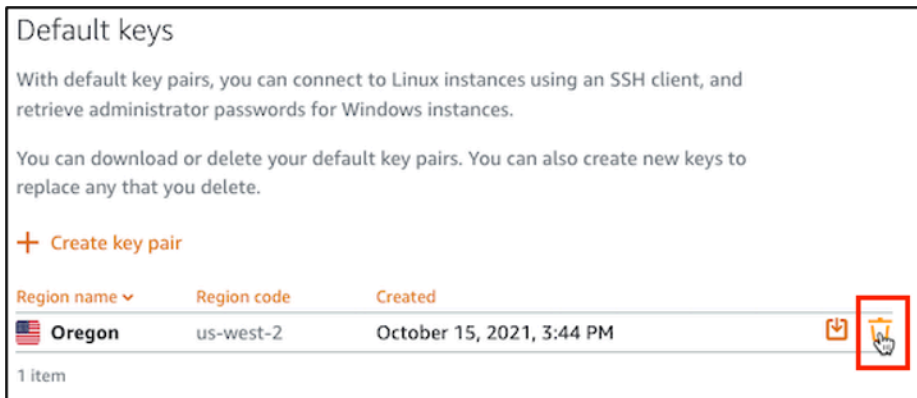 Default keys
With default key pairs, you can connect to Linux instances using an SSH client, and
retrieve administrator passwords for Windows instances.
You can download or delete your default key pairs. You can also create new keys to
replace any that you delete.
+ Create key pair
Region name Region code Created
Oregon us-west-2 October 15, 2021, 3:44 PM
1 item